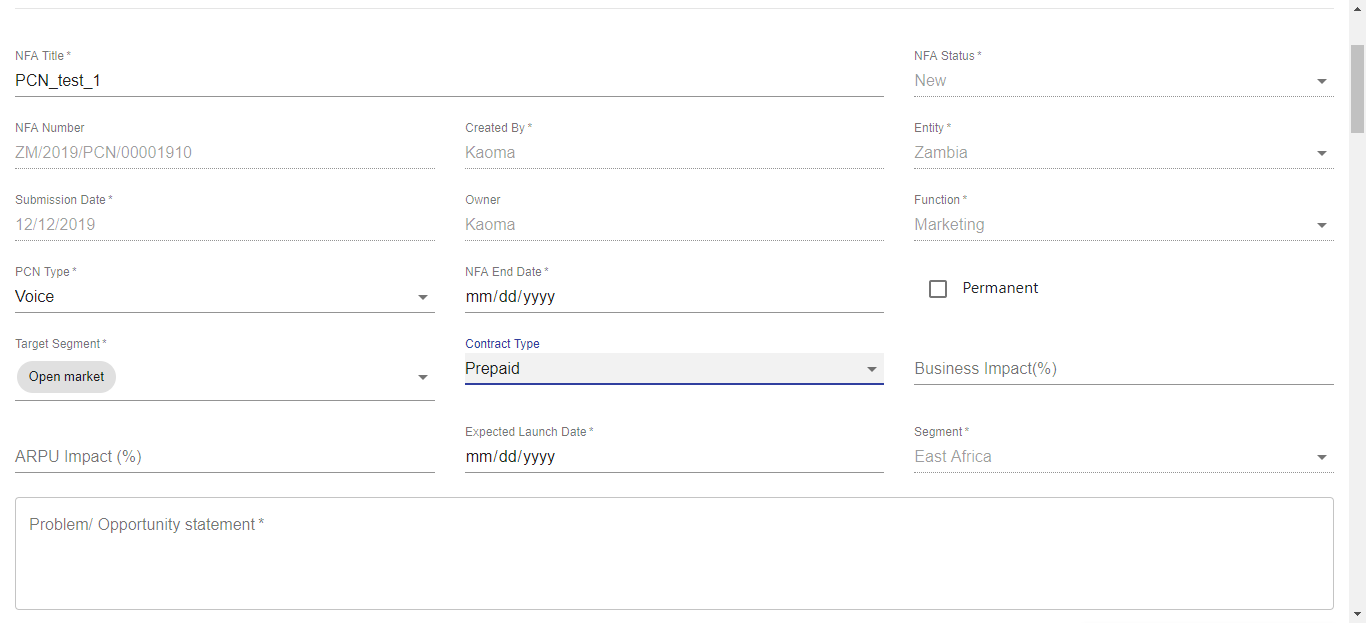 NFA Title *
PCN_test_1
NFA Status *
New
NFA Number
ZM/2019/PCN/00001910
Created By *
Kaoma
Entity *
Zambia
Submission Date *
12/12/2019
Owner
Kaoma
Function *
Marketing
PCN Type *
Voice
NFA End Date *
mm/dd/yyyy
Permanent
Target Segment *
Open market
Contract Type
Prepaid
Business Impact(%)
ARPU Impact (%)
Expected Launch Date *
mm/dd/yyyy
Segment *
East Africa
Problem/ Opportunity statement *